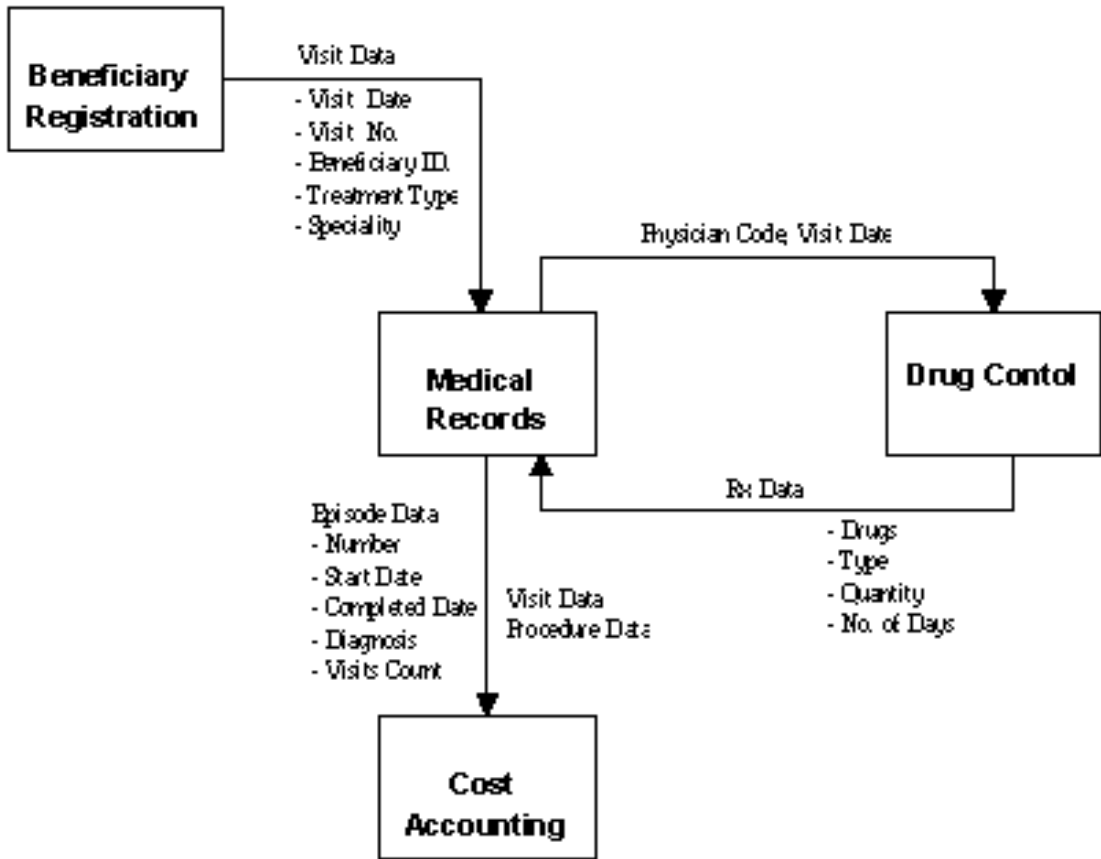 Beneficiary
Registration
Visit Data
- Visit Date
- Visit No.
- Beneficiary ID.
- Treatment Type
- Speciality
Physician Code, Visit Date
Medical
Records
Drug Contol
Rx Data
- Drugs
- Type
- Quantity
- No. of Days
Episode Data
- Number
- Start Date
- Completed Date
- Diagnosis
- Visits Count
Visit Data
Procedure Data
Cost
Accounting